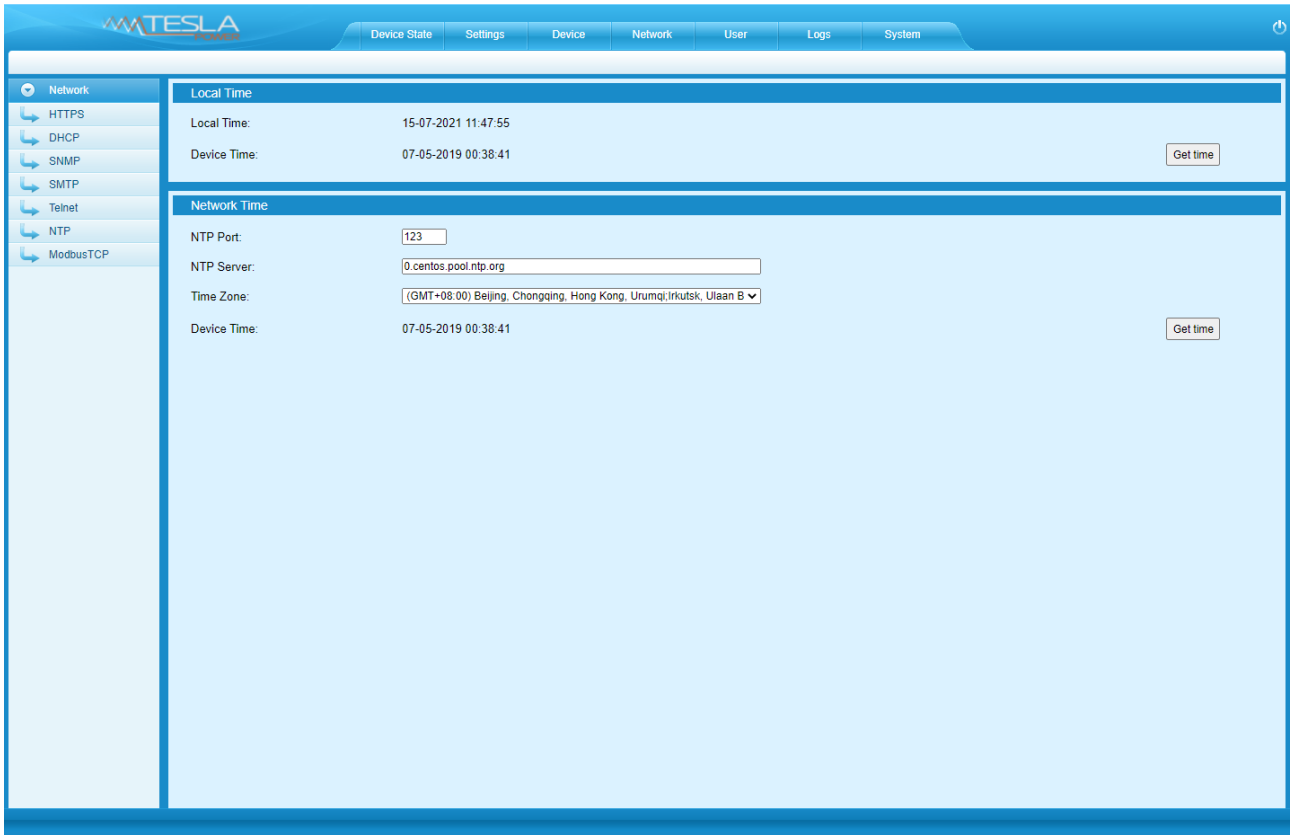 TESLA
POWER
Device State Settings Device Network User Logs System
Network
HTTPS
DHCP
SNMP
SMTP
Telnet
NTP
ModbusTCP
Local Time
Local Time: 15-07-2021 11:47:55
Device Time: 07-05-2019 00:38:41 Get time
Network Time
NTP Port: 123
NTP Server: 0.centos.pool.ntp.org
Time Zone: (GMT+08:00) Beijing, Chongqing, Hong Kong, Urumqi;Irkutsk, Ulaan B
Device Time: 07-05-2019 00:38:41 Get time